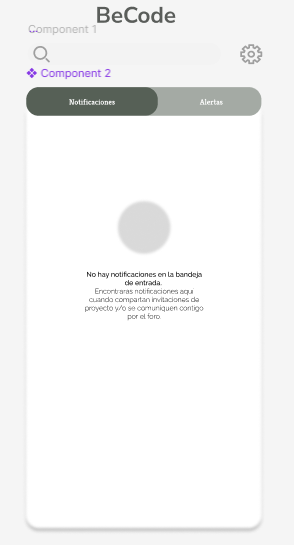 BeCode
Component 1
Component 2
Notificaciones
Alertas
No hay notificaciones en la bandeja
de entrada.
Encontraras notificaciones aqui
cuando compartan invitaciones de
proyecto y/o se comuniquen contigo
por el foro.